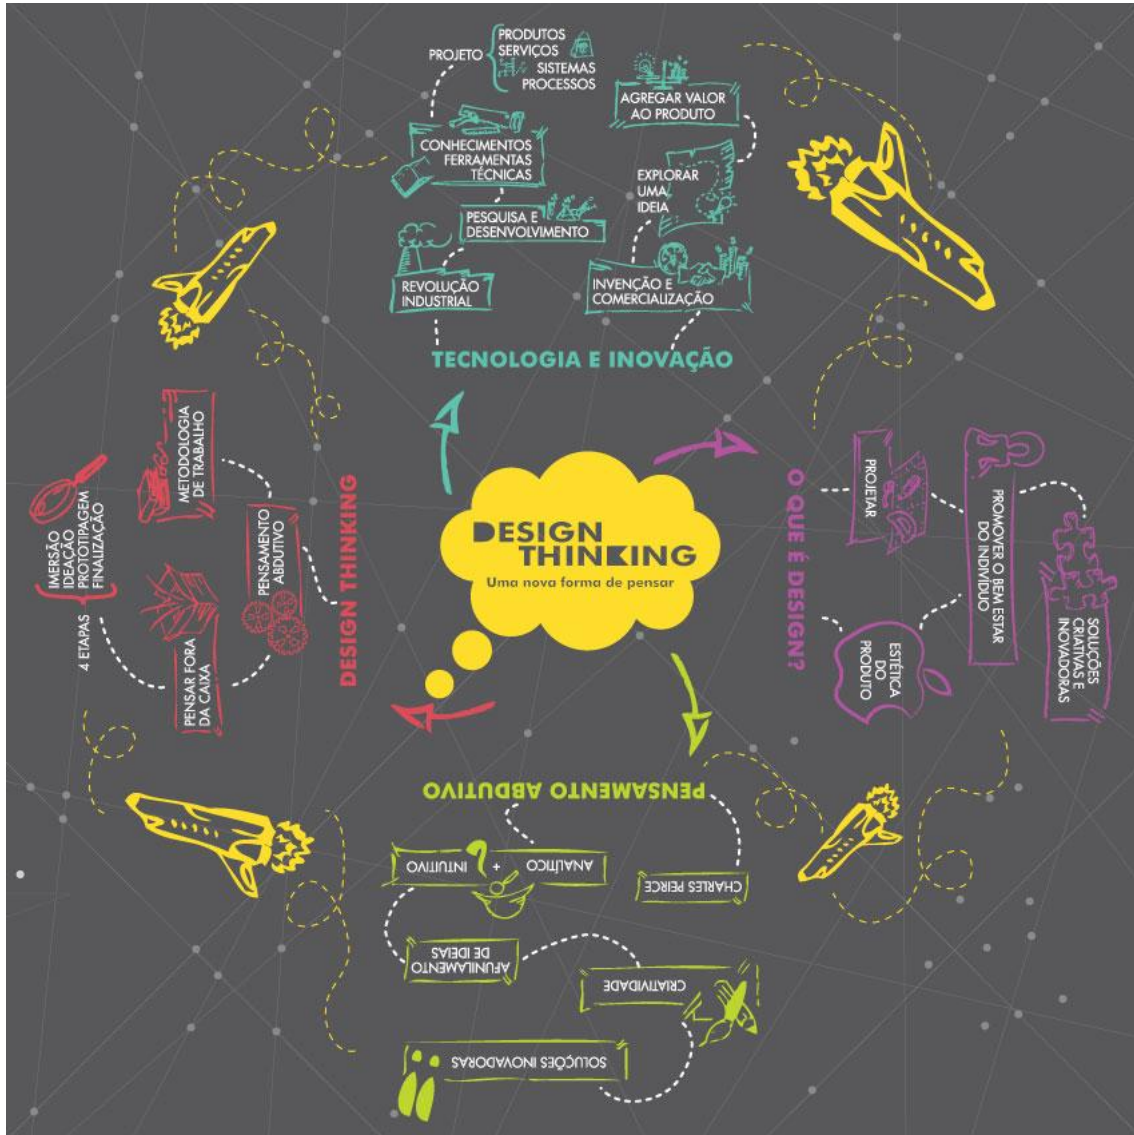 DESIGN
THINKING
Uma nova forma de pensar
TECNOLOGIA E INOVAÇÃO
REVOLUÇÃO
INDUSTRIAL
PESQUISA E
DESENVOLVIMENTO
CONHECIMENTOS
FERRAMENTAS
TÉCNICAS
PROJETO
PRODUTOS
SERVIÇOS
SISTEMAS
PROCESSOS
INVENÇÃO E
COMERCIALIZAÇÃO
EXPLORAR
UMA
IDEIA
AGREGAR VALOR
AO PRODUTO
O QUE É DESIGN?
PROJETAR
ESTÉTICA
DO
PRODUTO
PROMOVER O BEM ESTAR
DO INDIVÍDUO
SOLUÇÕES
CRIATIVAS E
INOVADORAS
PENSAMENTO ABDUTIVO
CHARLES PEIRCE
ANALÍTICO + INTUITIVO
AFUNILAMENTO
DE IDEIAS
CRIATIVIDADE
SOLUÇÕES INOVADORAS
DESIGN THINKING
PENSAMENTO
ABDUTIVO
METODOLOGIA
DE TRABALHO
PENSAR FORA
DA CAIXA
4 ETAPAS
IMERSÃO
IDEAÇÃO
PROTOTIPAGEM
FINALIZAÇÃO